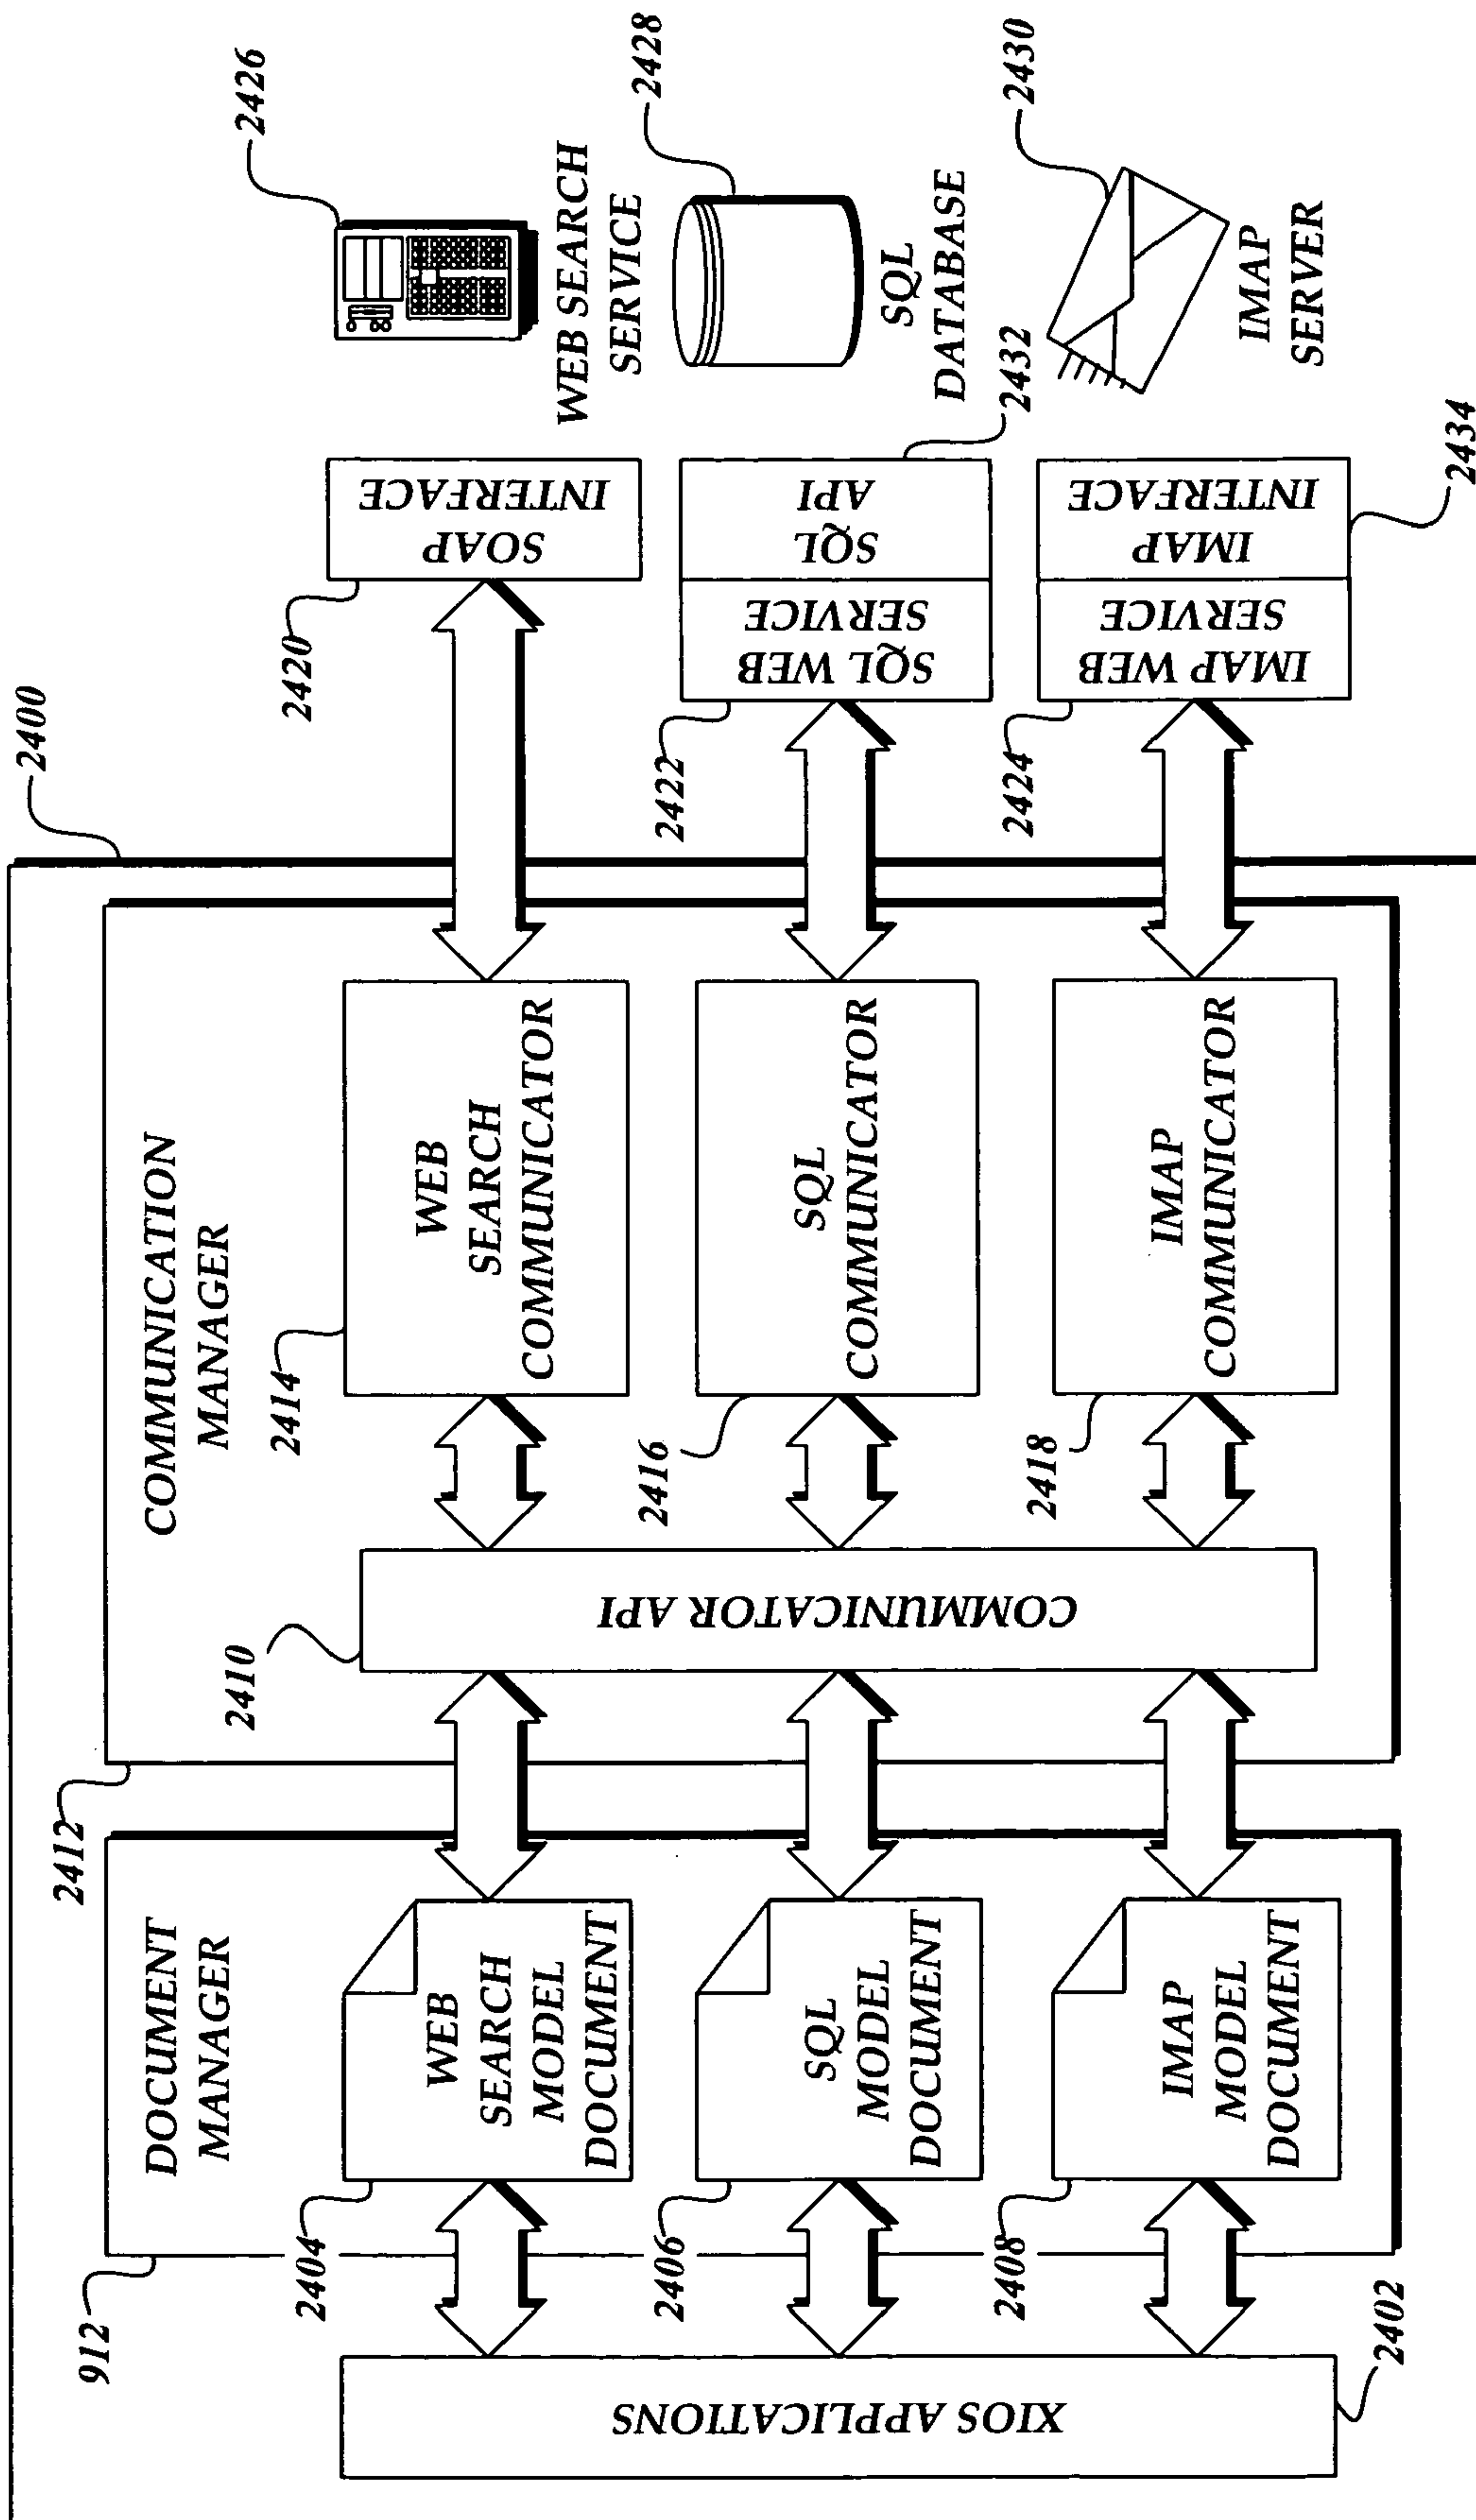 2400
912
DOCUMENT
MANAGER
2412
COMMUNICATION
MANAGER
2410
2404
WEB
SEARCH
MODEL
DOCUMENT
2414
WEB
SEARCH
COMMUNICATOR
2420
SOAP
INTERFACE
2426
WEB SEARCH
SERVICE
XIOS APPLICATIONS
2406
SQL
MODEL
DOCUMENT
COMMUNICATOR API
2416
SQL
COMMUNICATOR
2422
SQL WEB
SERVICE
SQL
API
2428
SQL
DATABASE
2432
2408
IMAP
MODEL
DOCUMENT
2418
IMAP
COMMUNICATOR
2424
IMAP WEB
SERVICE
IMAP
INTERFACE
2430
IMAP
SERVER
2402
2434